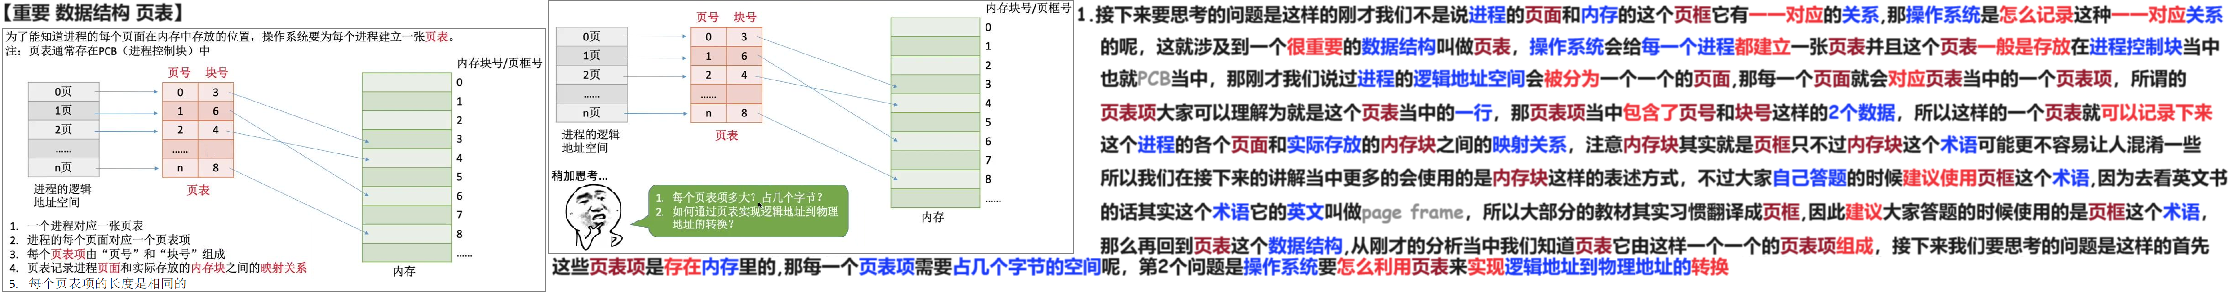 【重要 数据结构 页表】
为了能知道进程的每个页面在内存中存放的位置，操作系统要为每个进程建立一张页表。
注：页表通常存在PCB（进程控制块）中
页号 块号
内存块号/页框号
0页 0 3 0
1页 1 6 1
2页 2 4 2
...... ...... 3
n页 n 8 4
进程的逻辑
地址空间
页表
5
6
7
8
......
内存
1. 一个进程对应一张页表
2. 进程的每个页面对应一个页表项
3. 每个页表项由“页号”和“块号”组成
4. 页表记录进程页面和实际存放的内存块之间的映射关系
5. 每个页表项的长度是相同的
内存块号/页框号
页号 块号
0页 0 3 0
1页 1 6 1
2页 2 4 2
...... ...... 3
n页 n 8 4
进程的逻辑
地址空间
页表
5
6
7
8
......
内存
稍加思考...
1. 每个页表项多大？占几个字节？
2. 如何通过页表实现逻辑地址到物理
地址的转换？
1.接下来要思考的问题是这样的刚才我们不是说进程的页面和内存的这个页框它有一一对应的关系,那操作系统是怎么记录这种一一对应关系
的呢，这就涉及到一个很重要的数据结构叫做页表，操作系统会给每一个进程都建立一张页表并且这个页表一般是存放在进程控制块当中
也就PCB当中，那刚才我们说过进程的逻辑地址空间会被分为一个一个的页面,那每一个页面就会对应页表当中的一个页表项，所谓的
页表项大家可以理解为就是这个页表当中的一行，那页表项当中包含了页号和块号这样的2个数据，所以这样的一个页表就可以记录下来
这个进程的各个页面和实际存放的内存块之间的映射关系，注意内存块其实就是页框只不过内存块这个术语可能更不容易让人混淆一些
所以我们在接下来的讲解当中更多的会使用的是内存块这样的表述方式，不过大家自己答题的时候建议使用页框这个术语,因为去看英文书
的话其实这个术语它的英文叫做page frame，所以大部分的教材其实习惯翻译成页框,因此建议大家答题的时候使用的是页框这个术语，
那么再回到页表这个数据结构,从刚才的分析当中我们知道页表它由这样一个一个的页表项组成，接下来我们要思考的问题是这样的首先
这些页表项是存在内存里的,那每一个页表项需要占几个字节的空间呢，第2个问题是操作系统要怎么利用页表来实现逻辑地址到物理地址的转换